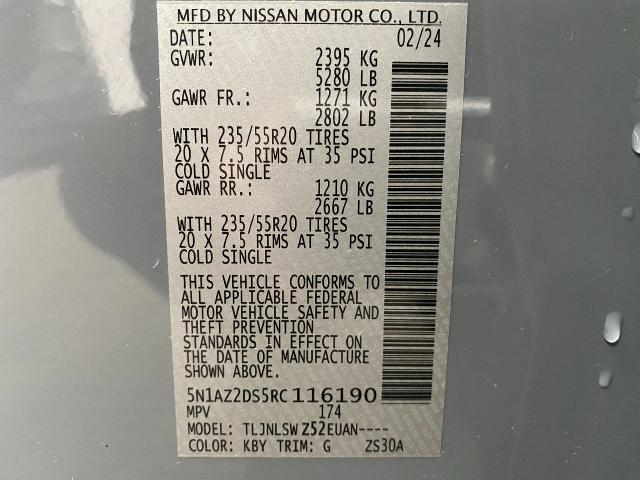 MFD BY NISSAN MOTOR CO., LTD.
DATE: 02/24
GVWR: 2395 KG
5280 LB
GAWR FR.: 1271 KG
2802 LB
WITH 235/55R20 TIRES
20 X 7.5 RIMS AT 35 PSI
COLD SINGLE
GAWR RR.: 1210 KG
2667 LB
WITH 235/55R20 TIRES
20 X 7.5 RIMS AT 35 PSI
COLD SINGLE
THIS VEHICLE CONFORMS TO
ALL APPLICABLE FEDERAL
MOTOR VEHICLE SAFETY AND
THEFT PREVENTION
STANDARDS IN EFFECT ON
THE DATE OF MANUFACTURE
SHOWN ABOVE.
5N1AZ2DS5RC116190
MPV 174
MODEL: TLJNLSW Z52EUAN----
COLOR: KBY TRIM: G ZS30A